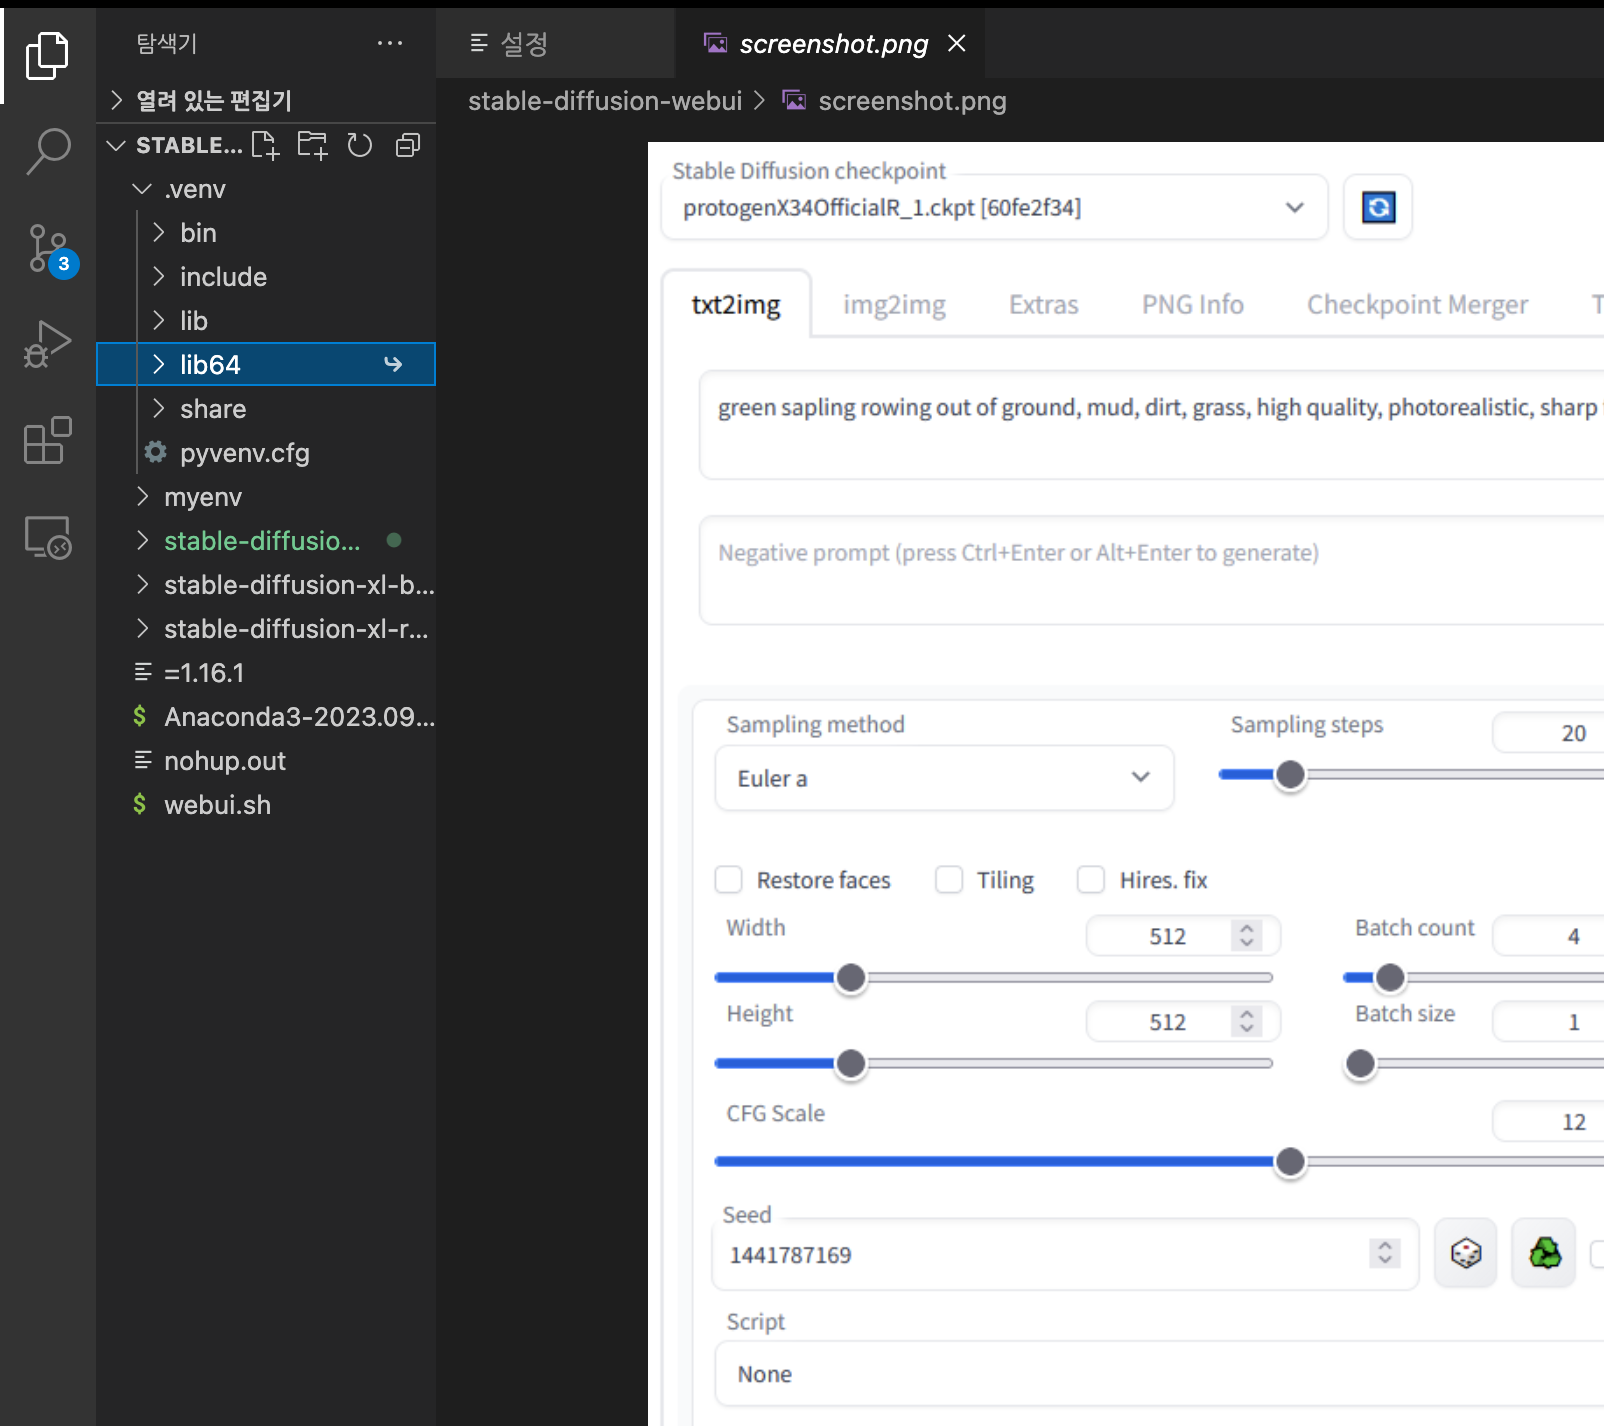 탐색기
설정
screenshot.png
열려 있는 편집기
stable-diffusion-webui > screenshot.png
STABLE...
.venv
bin
include
lib
lib64
share
pyvenv.cfg
myenv
stable-diffusio...
stable-diffusion-xl-b...
stable-diffusion-xl-r...
=1.16.1
Anaconda3-2023.09...
nohup.out
webui.sh
3
Stable Diffusion checkpoint
protogenX34OfficialR_1.ckpt [60fe2f34]
txt2img img2img Extras PNG Info Checkpoint Merger
green sapling rowing out of ground, mud, dirt, grass, high quality, photorealistic, sharp
Negative prompt (press Ctrl+Enter or Alt+Enter to generate)
Sampling method
Euler a
Sampling steps 20
Restore faces Tiling Hires. fix
Width 512
Batch count 4
Height 512
Batch size 1
CFG Scale 12
Seed
1441787169
Script
None